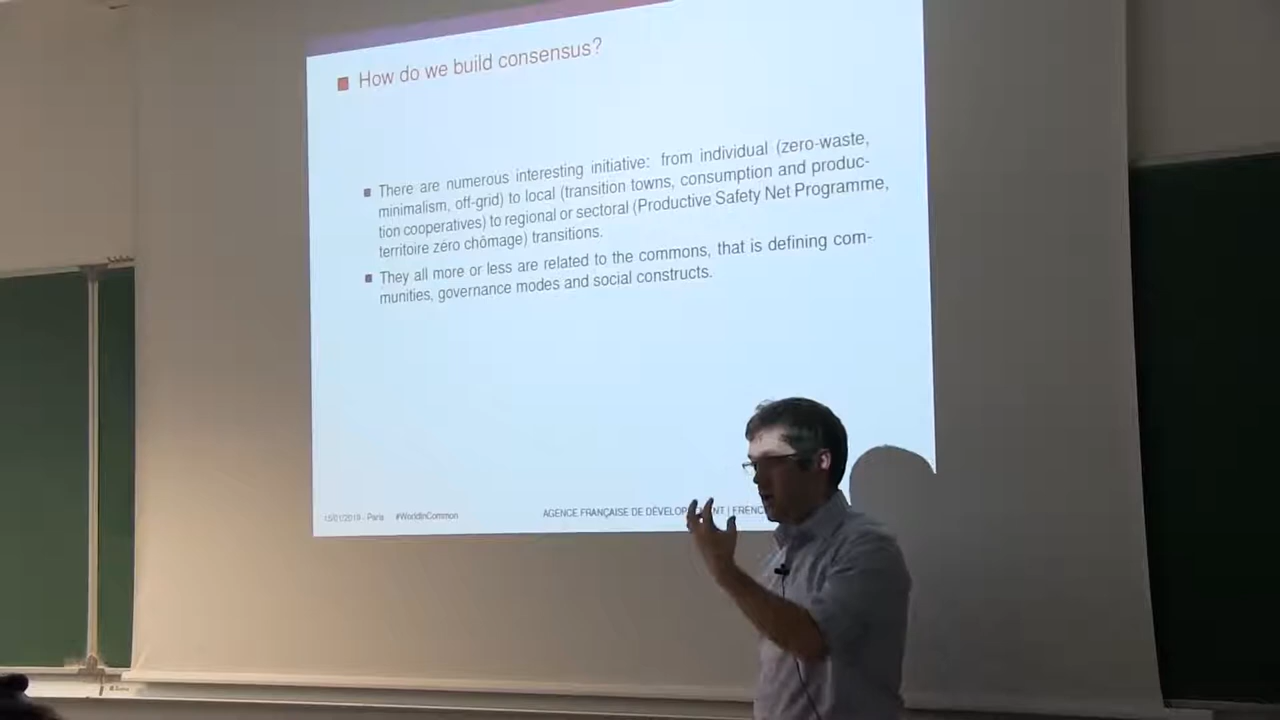 How do we build consensus?
There are numerous interesting initiative: from individual (zero-waste,
minimalism, off-grid) to local (transition towns, consumption and produc-
tion cooperatives) to regional or sectoral (Productive Safety Net Programme,
territoire zéro chômage) transitions.
They all more or less are related to the commons, that is defining com-
munities, governance modes and social constructs.
15/01/2019 - Paris #WorldInCommon AGENCE FRANÇAISE DE DÉVELOPPEMENT | FRENC